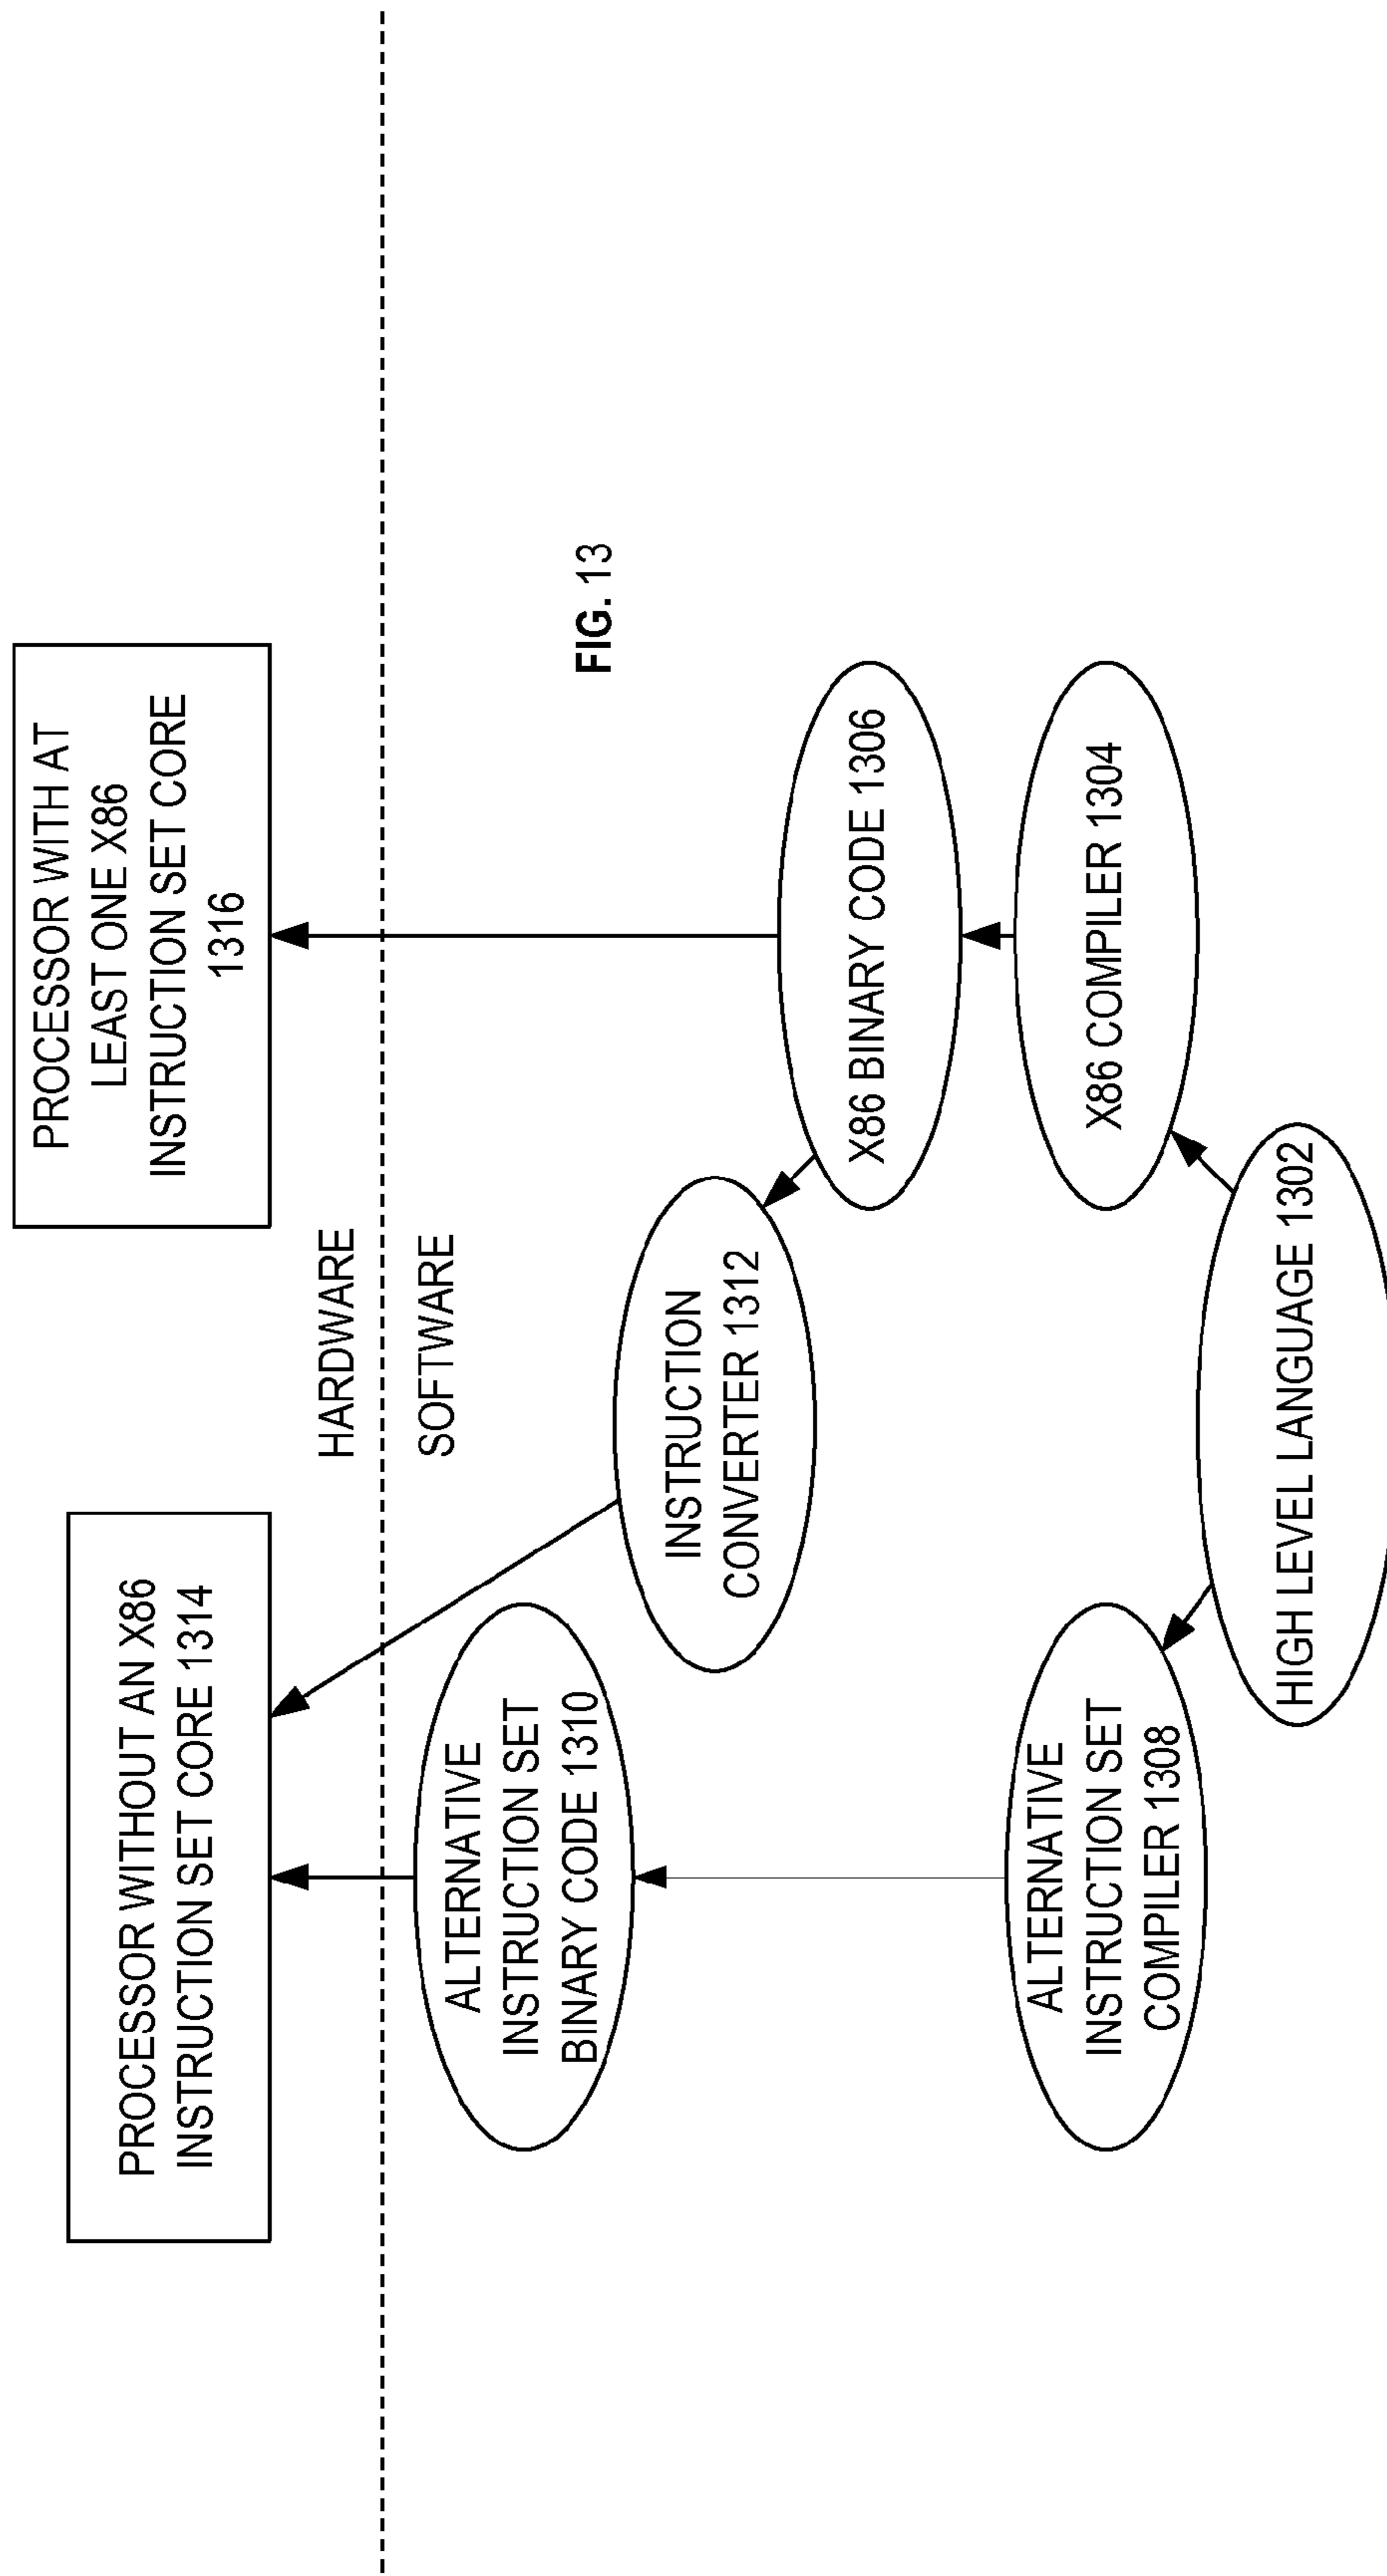 PROCESSOR WITHOUT AN X86
INSTRUCTION SET CORE 1314
PROCESSOR WITH AT
LEAST ONE X86
INSTRUCTION SET CORE
1316
HARDWARE
SOFTWARE
ALTERNATIVE
INSTRUCTION SET
BINARY CODE 1310
INSTRUCTION
CONVERTER 1312
FIG. 13
X86 BINARY CODE 1306
ALTERNATIVE
INSTRUCTION SET
COMPILER 1308
X86 COMPILER 1304
HIGH LEVEL LANGUAGE 1302